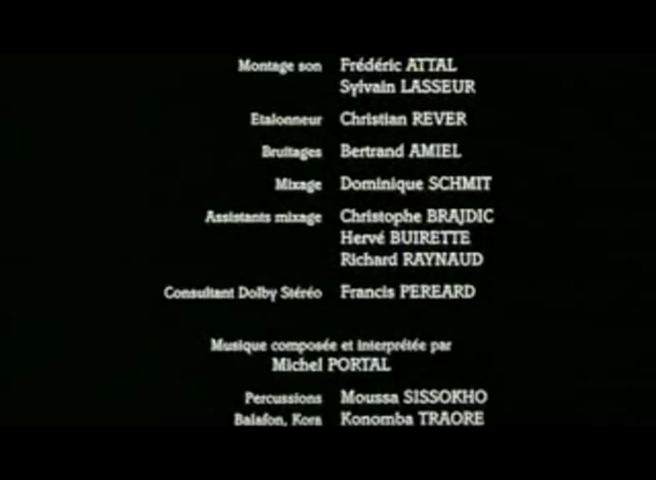 Montage son Frédéric ATTAL
Sylvain LASSEUR
Etalonneur Christian REVER
Bruitages Bertrand AMIEL
Mixage Dominique SCHMIT
Assistants mixage Christophe BRAJDIC
Hervé BUIRETTE
Richard RAYNAUD
Consultant Dolby Stéréo Francis PEREARD
Musique composée et interprétée par
Michel PORTAL
Percussions Moussa SISSOKHO
Balafon, Kora Konomba TRAORE